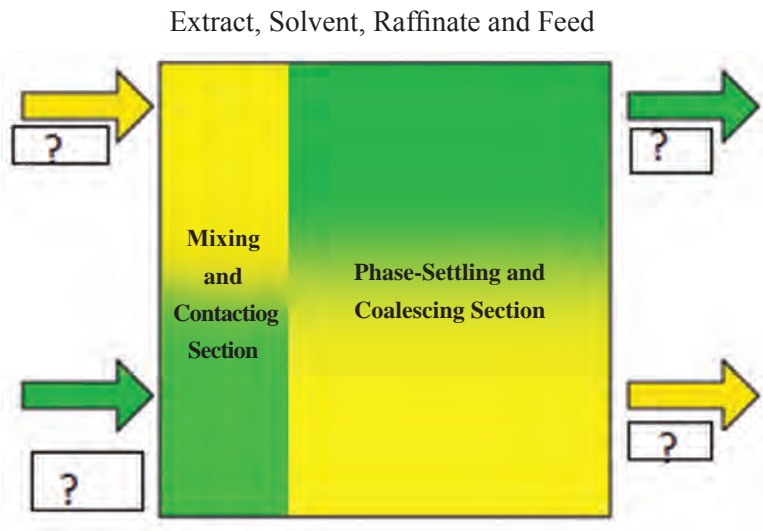 Extract, Solvent, Raffinate and Feed
?
?
Mixing
and
Contactiog
Section
Phase-Settling and
Coalescing Section
?
?